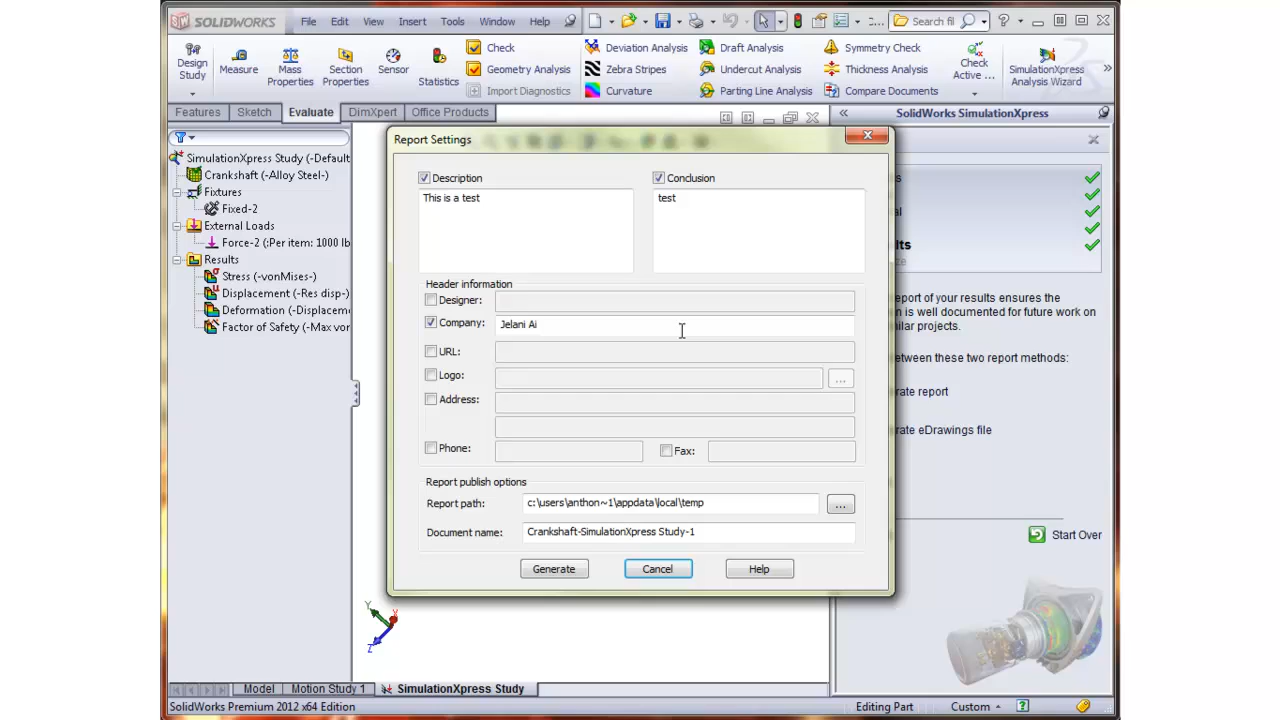 SOLIDWORKS File Edit View Insert Tools Window Help Search fil
Design Study Measure Mass Properties Section Properties Sensor Statistics
Check Deviation Analysis Draft Analysis Symmetry Check Check Active ... SimulationXpress Analysis Wizard
Geometry Analysis Zebra Stripes Undercut Analysis Thickness Analysis
Import Diagnostics Curvature Parting Line Analysis Compare Documents
Features Sketch Evaluate DimXpert Office Products
SolidWorks SimulationXpress
SimulationXpress Study (-Default
Crankshaft (-Alloy Steel-)
Fixtures
Fixed-2
External Loads
Force-2 (:Per item: 1000 lb
Results
Stress (-vonMises-)
Displacement (-Res disp-)
Deformation (-Displacem
Factor of Safety (-Max vor
Report Settings
Description Conclusion
This is a test test
Header information
Designer:
Company: Jelani Ai
URL:
Logo: ...
Address:
Phone: Fax:
Report publish options
Report path: c:\users\anthon~1\appdata\local\temp ...
Document name: Crankshaft-SimulationXpress Study-1
Generate Cancel Help
s
al
lts
ze
eport of your results ensures the
n is well documented for future work on
nilar projects.
etween these two report methods:
rate report
rate eDrawings file
Start Over
Y X Z
Model Motion Study 1 SimulationXpress Study
SolidWorks Premium 2012 x64 Edition Editing Part Custom